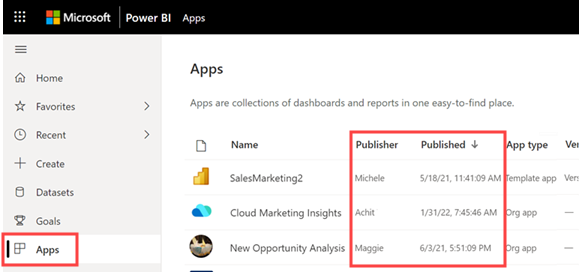 Microsoft Power BI Apps
Home
Favorites
Recent
Create
Datasets
Goals
Apps
Apps
Apps are collections of dashboards and reports in one easy-to-find place.
Name Publisher Published ↓ App type Ve
SalesMarketing2 Michele 5/18/21, 11:41:09 AM Template app Vers
Cloud Marketing Insights Achit 1/31/22, 7:45:46 AM Org app —
New Opportunity Analysis Maggie 6/3/21, 5:51:09 PM Org app —